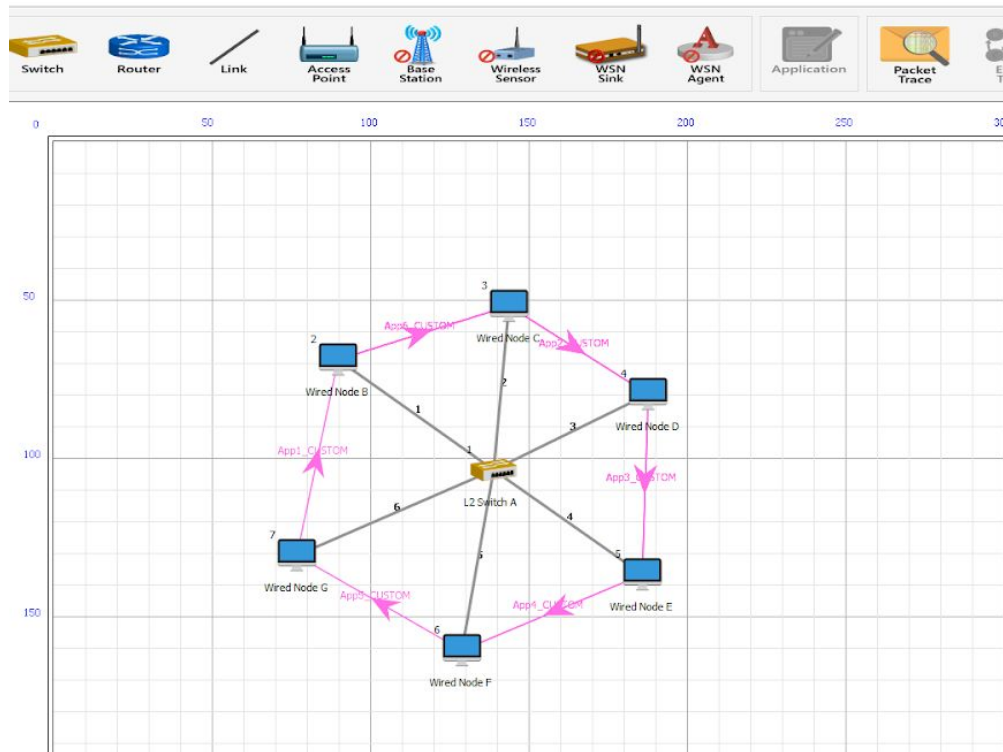 Switch
Router
Link
Access
Point
Base
Station
Wireless
Sensor
WSN
Sink
WSN
Agent
Application
Packet
Trace
0
50
100
150
200
250
50
100
150
3
Wired Node C
App6_CUSTOM
App2_CUSTOM
2
Wired Node B
4
Wired Node D
1
2
3
1
L2 Switch A
App1_CUSTOM
App3_CUSTOM
6
5
4
7
Wired Node G
5
Wired Node E
App5_CUSTOM
App4_CUSTOM
6
Wired Node F